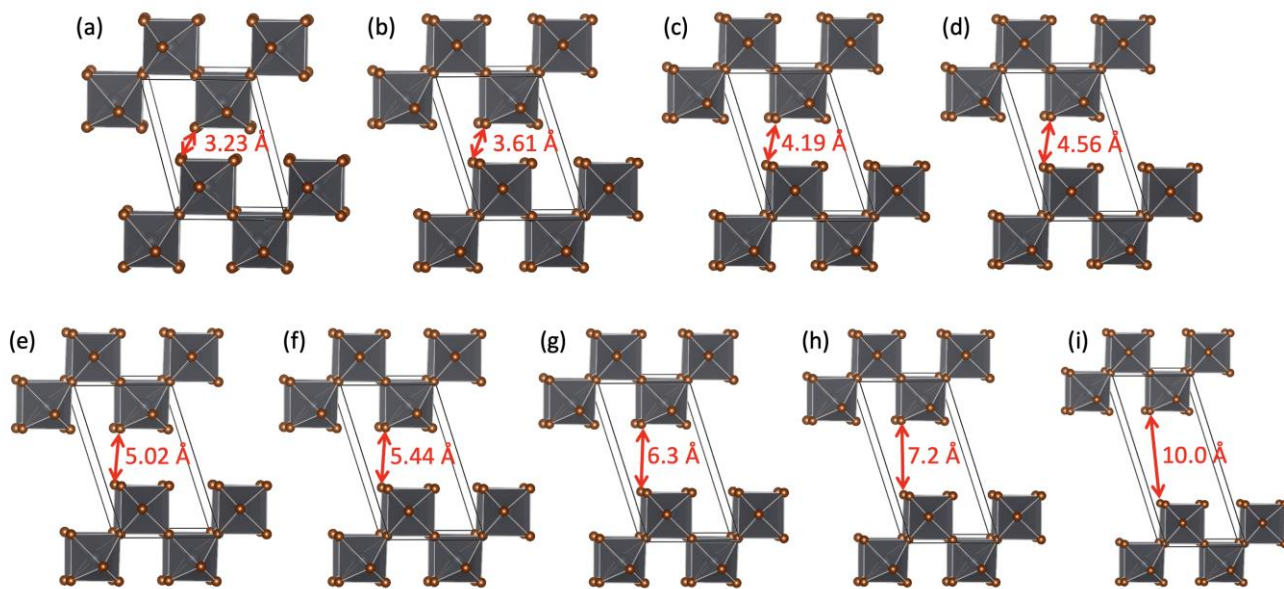 (a) (b) (c) (d)
3.23 Å 3.61 Å 4.19 Å 4.56 Å
(e) (f) (g) (h) (i)
5.02 Å 5.44 Å 6.3 Å 7.2 Å 10.0 Å